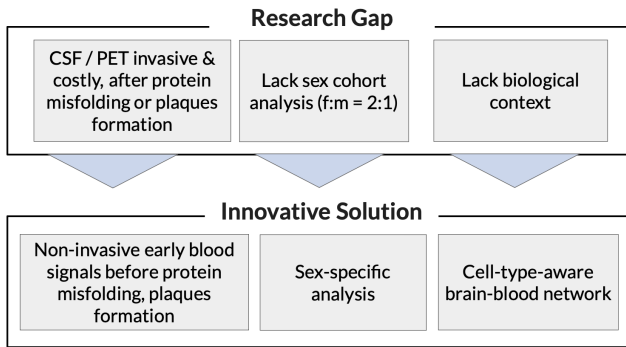 Research Gap
CSF / PET invasive &
costly, after protein
misfolding or plaques
formation
Lack sex cohort
analysis (f:m = 2:1)
Lack biological
context
Innovative Solution
Non-invasive early blood
signals before protein
misfolding, plaques
formation
Sex-specific
analysis
Cell-type-aware
brain-blood network